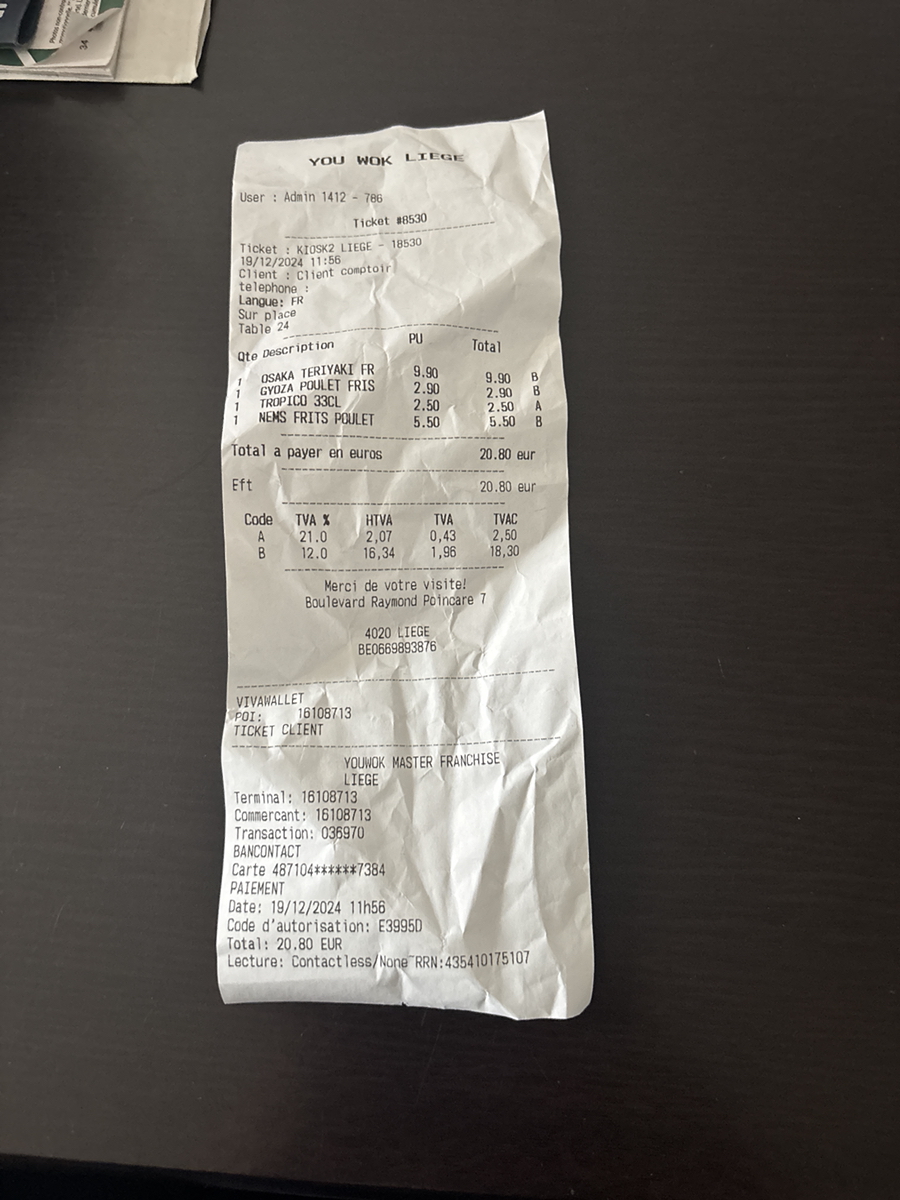 34
YOU WOK LIEGE
User : Admin 1412 - 786
Ticket #8530
Ticket : KIOSK2 LIEGE - 18530
19/12/2024 11:56
Client : Client comptoir
telephone :
Langue: FR
Sur place
Table 24
Qte Description PU Total
1 OSAKA TERIYAKI FR 9.90 9.90 B
1 GYOZA POULET FRIS 2.90 2.90 B
1 TROPICO 33CL 2.50 2.50 A
1 NEMS FRITS POULET 5.50 5.50 B
Total a payer en euros 20.80 eur
Eft 20.80 eur
Code TVA % HTVA TVA TVAC
A 21.0 2,07 0,43 2,50
B 12.0 16,34 1,96 18,30
Merci de votre visite!
Boulevard Raymond Poincare 7
4020 LIEGE
BE0669893876
VIVAWALLET
POI: 16108713
TICKET CLIENT
YOUWOK MASTER FRANCHISE
LIEGE
Terminal: 16108713
Commercant: 16108713
Transaction: 036970
BANCONTACT
Carte 487104******7384
PAIEMENT
Date: 19/12/2024 11h56
Code d'autorisation: E3995D
Total: 20.80 EUR
Lecture: Contactless/None RRN:435410175107